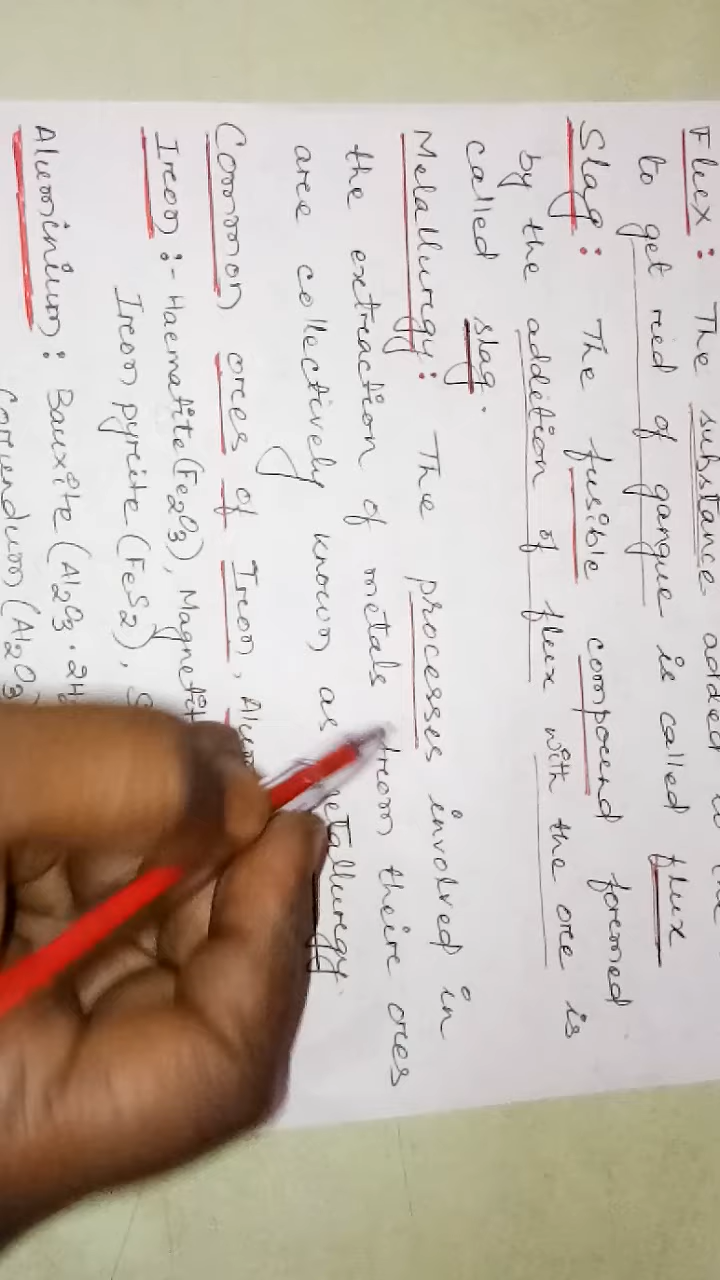 Flux : The substance added
to get rid of gangue is called flux
Slag : The fusible compound formed
by the addition of flux with the ore is
called slag.
Metallurgy : The processes involved in
the extraction of metals from their ores
are collectively known as metallurgy.
Common ores of Iron,
Iron :- Haematite (Fe2O3),
Iron pyrite (FeS2),
Aluminium : Bauxite (Al2O3.
Corundum (Al2O3